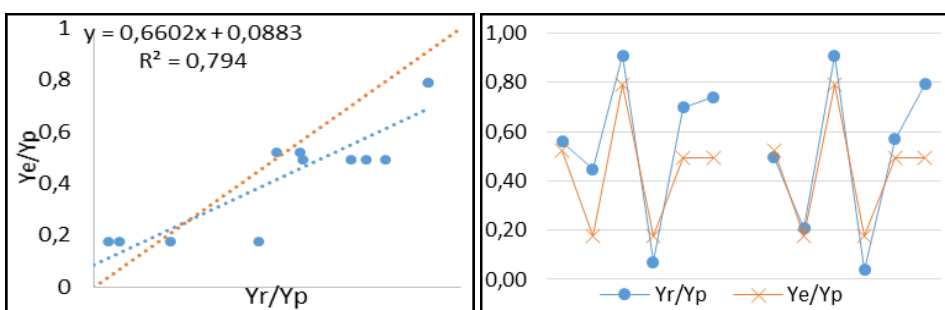 1
y = 0,6602x + 0,0883
R² = 0,794
0,8
0,6
0,4
0,2
0
Ye/Yp
Yr/Yp
1,00
0,80
0,60
0,40
0,20
0,00
Yr/Yp
Ye/Yp